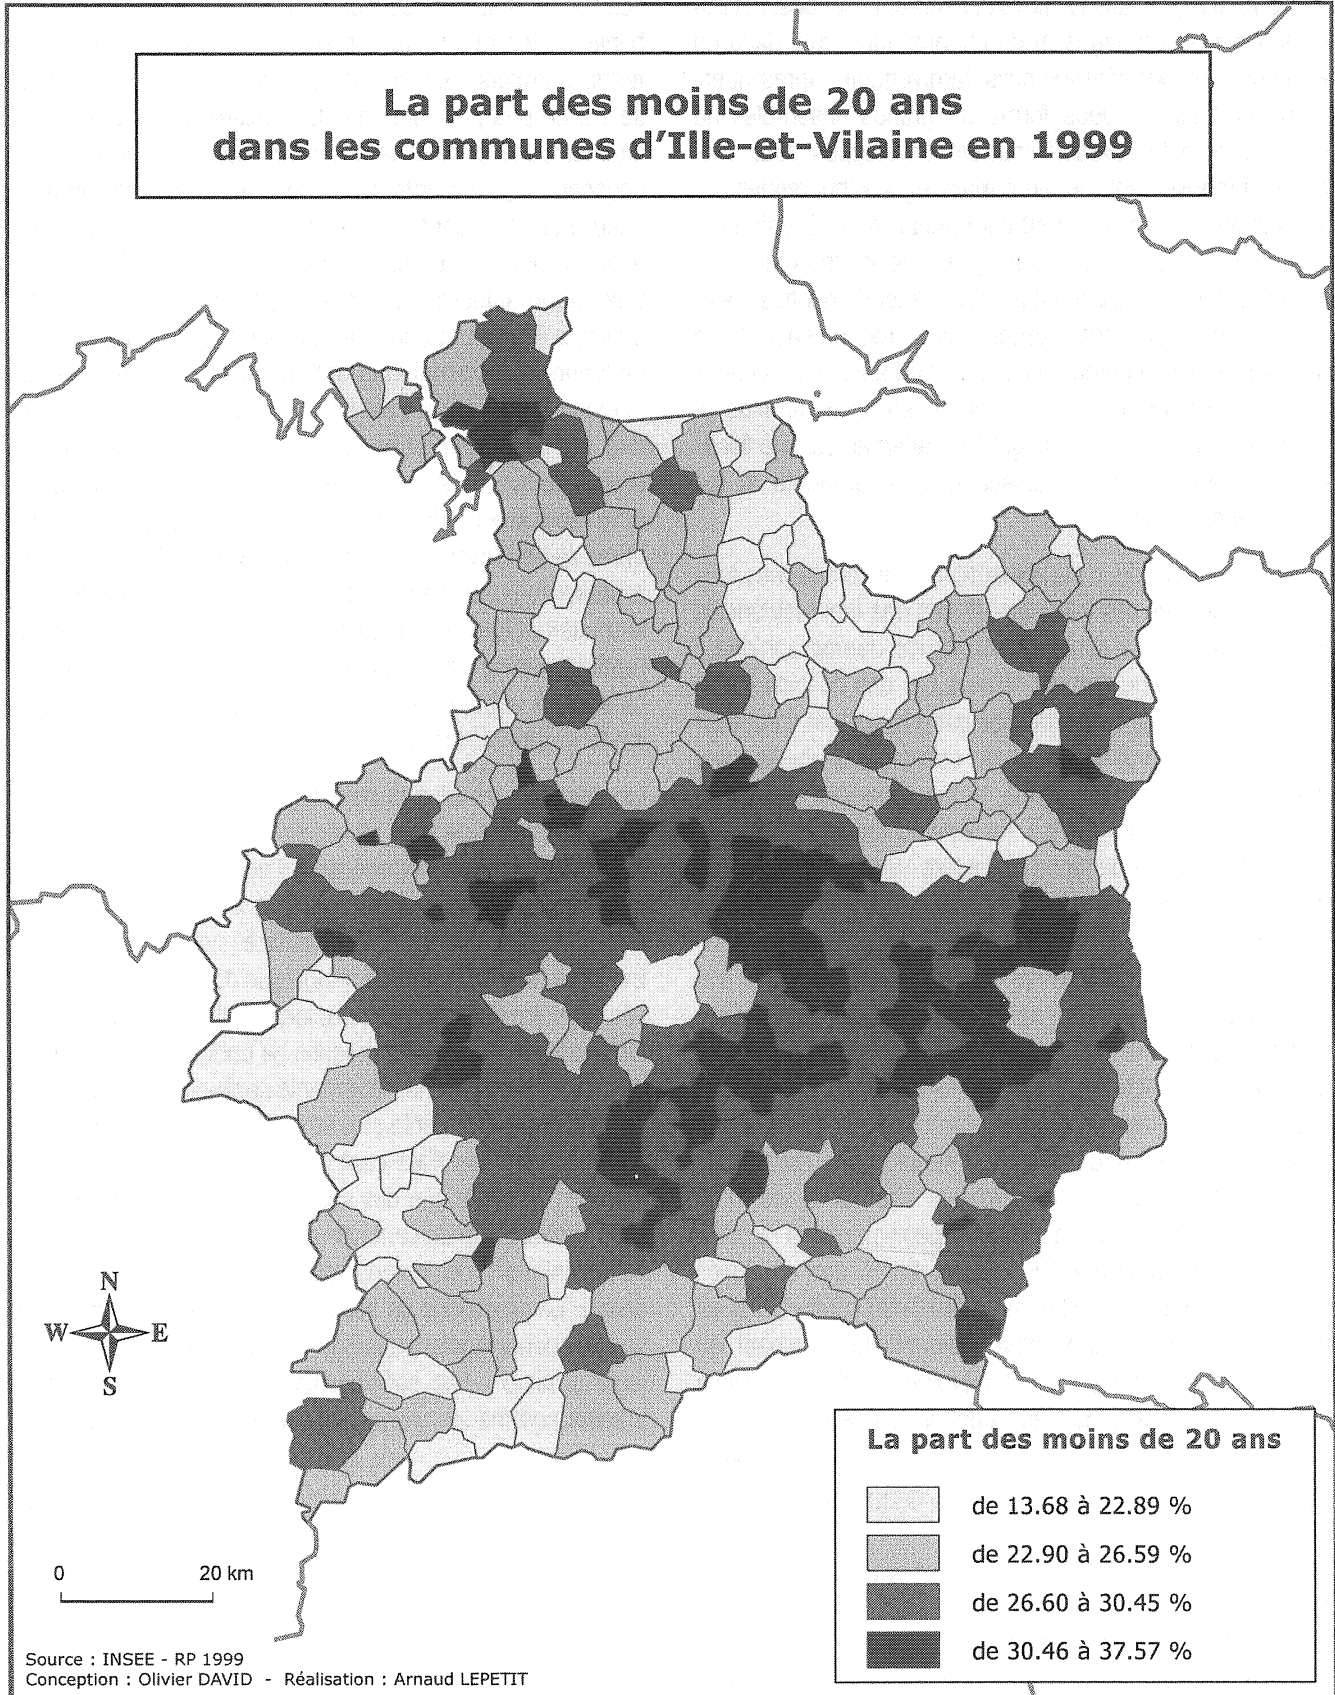 La part des moins de 20 ans
dans les communes d'Ille-et-Vilaine en 1999
N
W E
S
0 20 km
La part des moins de 20 ans
de 13.68 à 22.89 %
de 22.90 à 26.59 %
de 26.60 à 30.45 %
de 30.46 à 37.57 %
Source : INSEE - RP 1999
Conception : Olivier DAVID - Réalisation : Arnaud LEPETIT